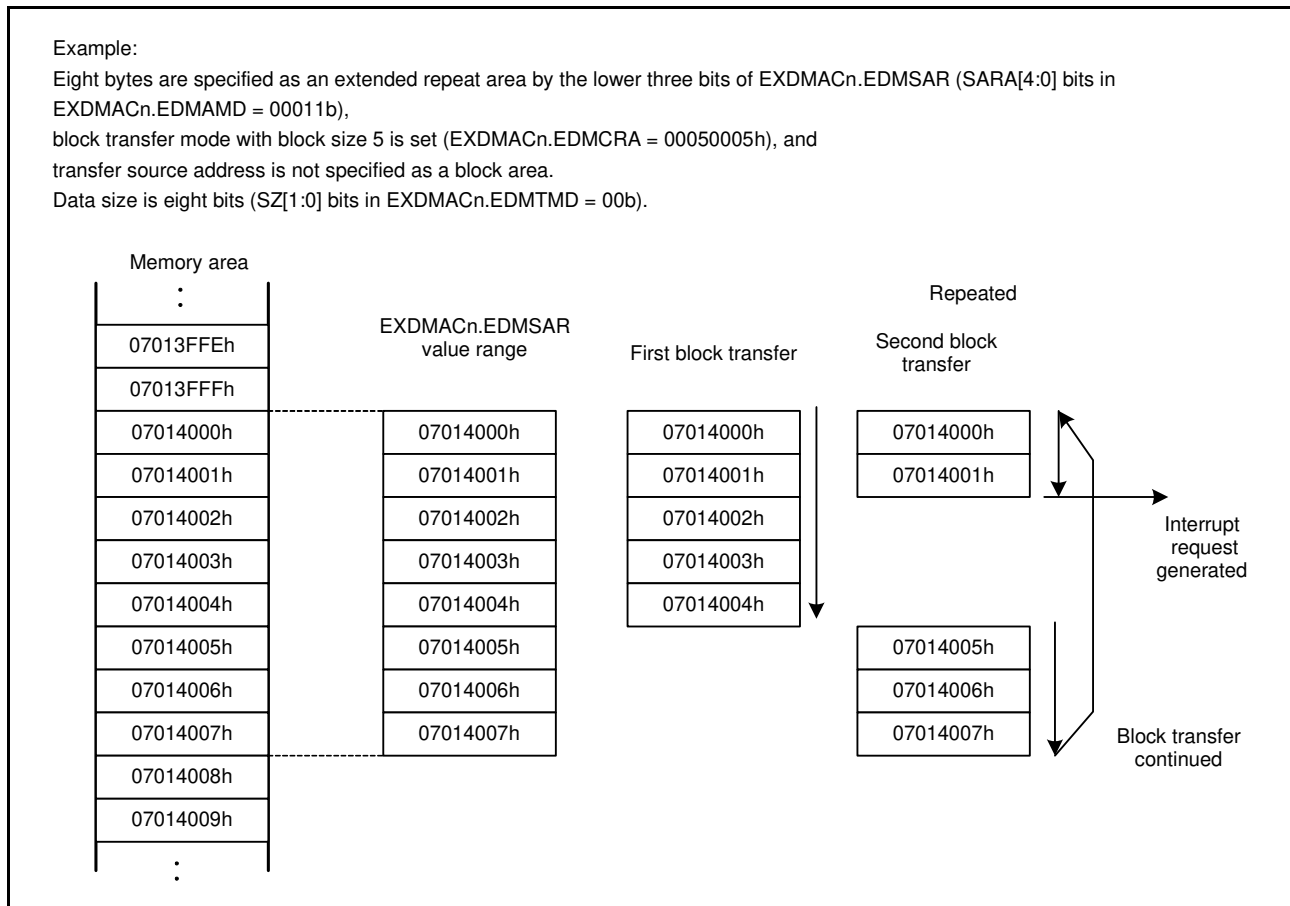 Example:
Eight bytes are specified as an extended repeat area by the lower three bits of EXDMACn.EDMSAR (SARA[4:0] bits in
EXDMACn.EDMAMD = 00011b),
block transfer mode with block size 5 is set (EXDMACn.EDMCRA = 00050005h), and
transfer source address is not specified as a block area.
Data size is eight bits (SZ[1:0] bits in EXDMACn.EDMTMD = 00b).
Memory area
:
07013FFEh
07013FFFh
07014000h
07014001h
07014002h
07014003h
07014004h
07014005h
07014006h
07014007h
07014008h
07014009h
:
EXDMACn.EDMSAR
value range
07014000h
07014001h
07014002h
07014003h
07014004h
07014005h
07014006h
07014007h
First block transfer
07014000h
07014001h
07014002h
07014003h
07014004h
Repeated
Second block
transfer
07014000h
07014001h
07014005h
07014006h
07014007h
Interrupt
request
generated
Block transfer
continued